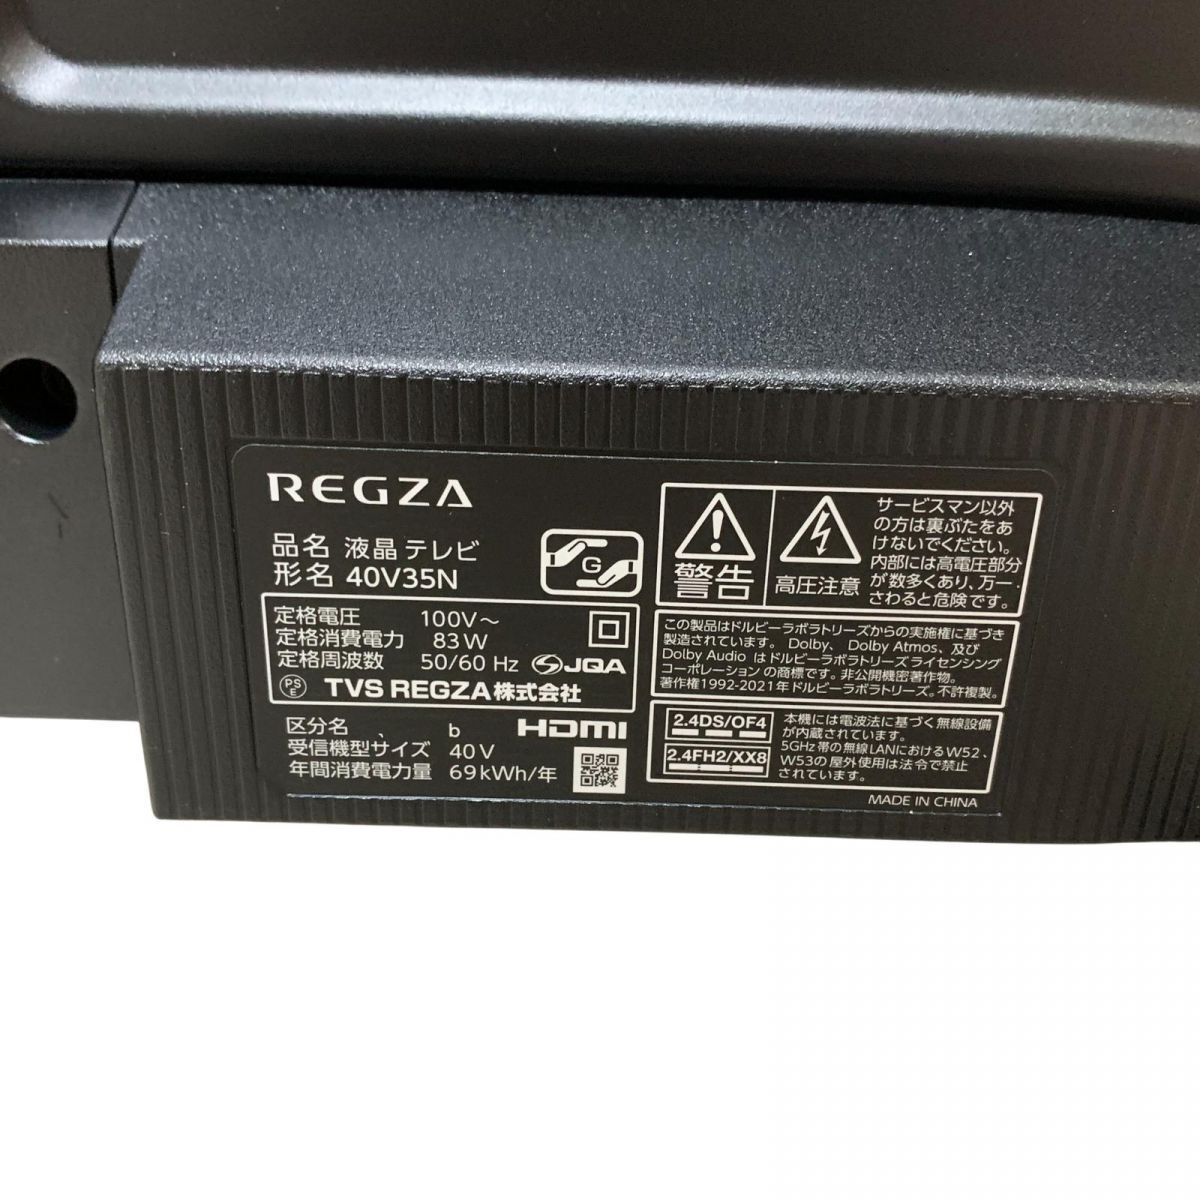 REGZA
品名 液晶テレビ
形名 40V35N
G
定格電圧 100V～
定格消費電力 83W
定格周波数 50/60 Hz JQA
PS
E
TVS REGZA株式会社
区分名 b
HDMI
受信機型サイズ 40V
年間消費電力量 69kWh/年
警告
高圧注意
サービスマン以外
の方は裏ぶたをあ
けないでください。
内部には高電圧部分
が数多くあり、万一、
さわると危険です。
この製品はドルビーラボラトリーズからの実施権に基づき
製造されています。Dolby、Dolby Atmos、及び
Dolby Audio はドルビーラボラトリーズライセンシング
コーポレーションの商標です。非公開機密著作物。
著作権1992-2021年ドルビーラボラトリーズ。不許複製。
2.4DS/OF4
2.4FH2/XX8
本機には電波法に基づく無線設備
が内蔵されています。
5GHz帯の無線LANにおけるW52、
W53の屋外使用は法令で禁止
されています。
MADE IN CHINA